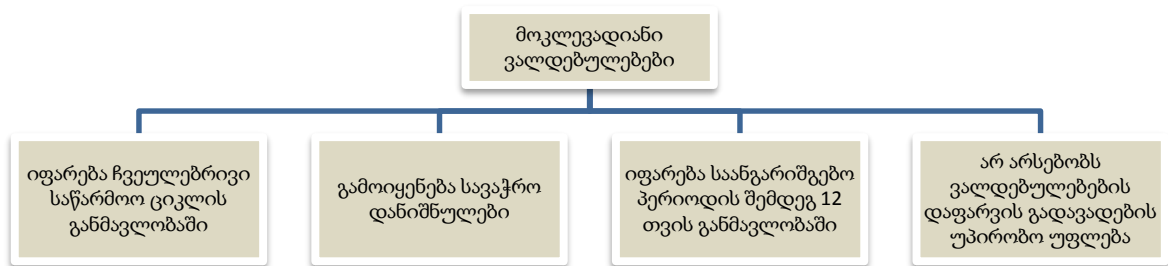 მოკლევადიანი
ვალდებულებები
იფარება ჩვეულებრივი
საწარმოო ციკლის
განმავლობაში
გამოიყენება სავაჭრო
დანიშნულები
იფარება საანგარიშგებო
პერიოდის შემდეგ 12
თვის განმავლობაში
არ არსებობს
ვალდებულებების
დაფარვის გადავადების
უპირობო უფლება